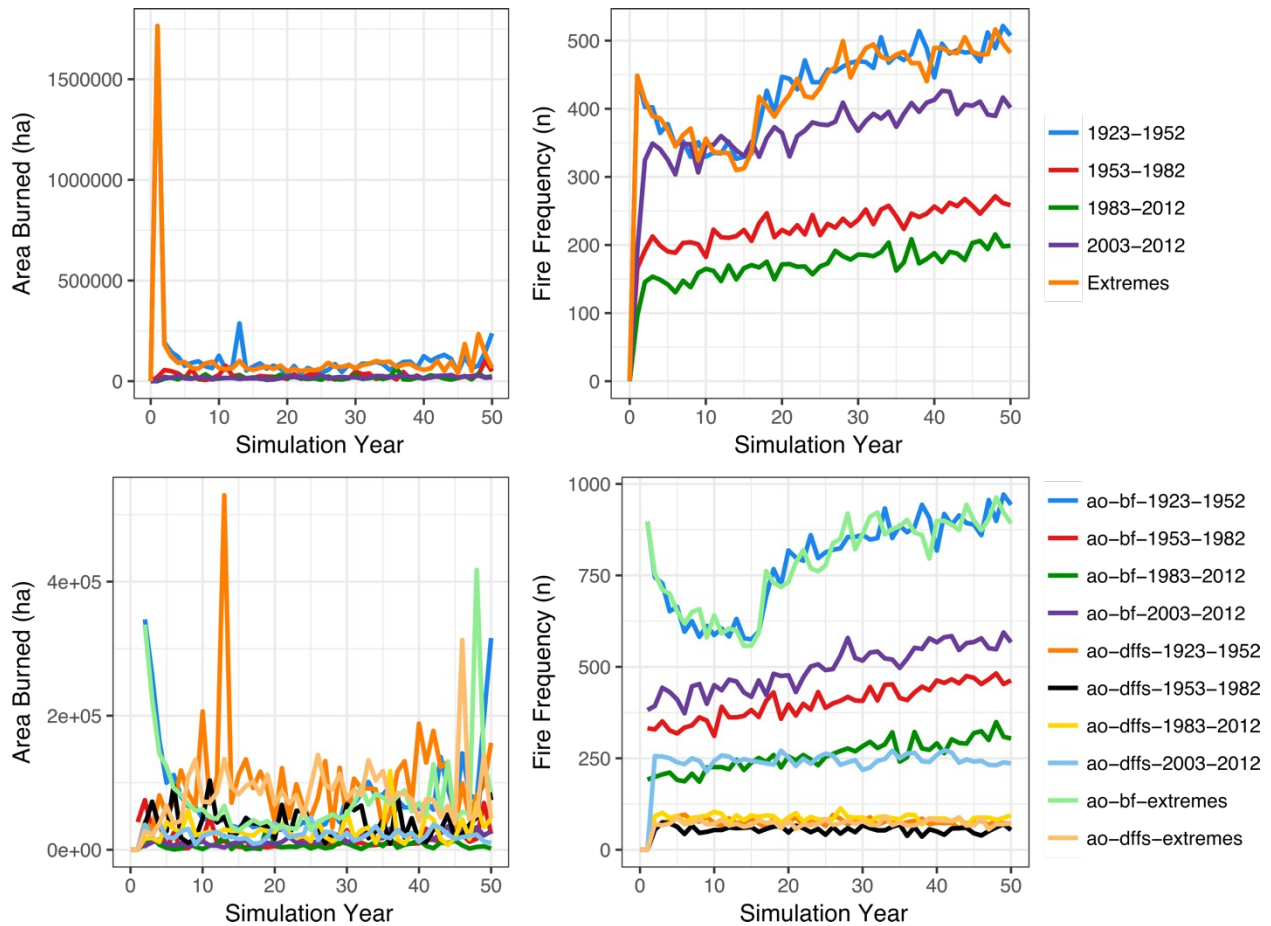 Area Burned (ha)
1500000
1000000
500000
0
0 10 20 30 40 50
Simulation Year
Fire Frequency (n)
500
400
300
200
100
0
0 10 20 30 40 50
Simulation Year
1923−1952
1953−1982
1983−2012
2003−2012
Extremes
Area Burned (ha)
4e+05
2e+05
0e+00
0 10 20 30 40 50
Simulation Year
Fire Frequency (n)
1000
750
500
250
0
0 10 20 30 40 50
Simulation Year
ao−bf−1923−1952
ao−bf−1953−1982
ao−bf−1983−2012
ao−bf−2003−2012
ao−dffs−1923−1952
ao−dffs−1953−1982
ao−dffs−1983−2012
ao−dffs−2003−2012
ao−bf−extremes
ao−dffs−extremes